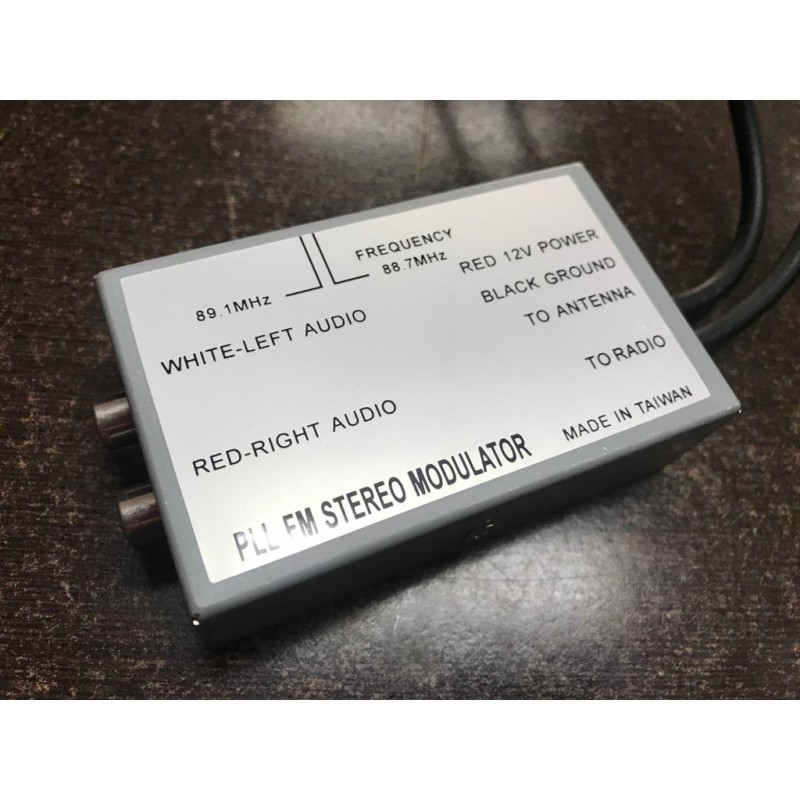 FREQUENCY
88.7MHz
89.1MHz
WHITE-LEFT AUDIO
RED-RIGHT AUDIO
RED 12V POWER
BLACK GROUND
TO ANTENNA
TO RADIO
PLL FM STEREO MODULATOR
MADE IN TAIWAN